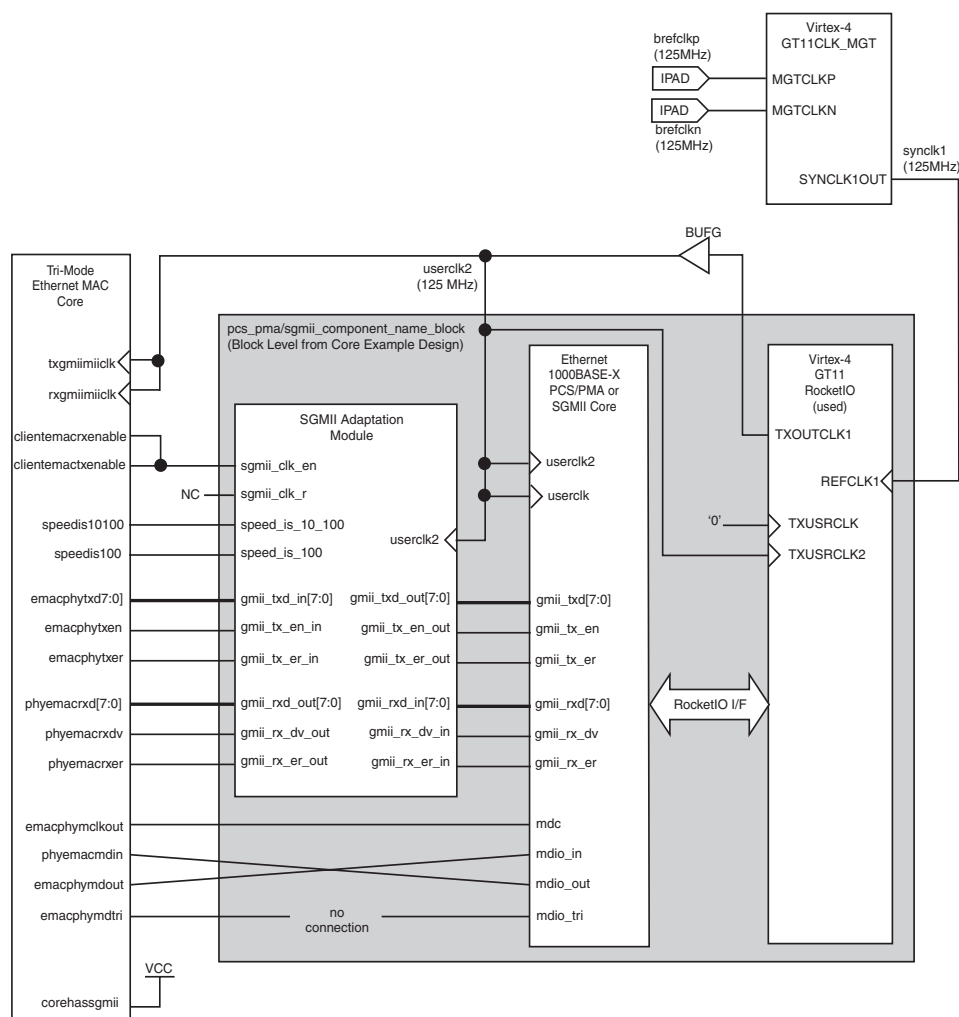 Virtex-4
GT11CLK_MGT
brefclkp
(125MHz)
IPAD
MGTCLKP
IPAD
MGTCLKN
brefclkn
(125MHz)
synclk1
(125MHz)
SYNCLK1OUT
BUFG
userclk2
(125 MHz)
Tri-Mode
Ethernet MAC
Core
txgmiimiiclk
rxgmiimiiclk
clientemacrxenable
clientemactxenable
speedis10100
speedis100
emacphytxd7:0]
emacphytxen
emacphytxer
phyemacrxd[7:0]
phyemacrxdv
phyemacrxer
emacphymclkout
phyemacmdin
emacphymdout
emacphymdtri
corehassgmii
VCC
pcs_pma/sgmii_component_name_block
(Block Level from Core Example Design)
SGMII Adaptation
Module
sgmii_clk_en
NC
sgmii_clk_r
speed_is_10_100
userclk2
speed_is_100
gmii_txd_in[7:0]
gmii_txd_out[7:0]
gmii_tx_en_in
gmii_tx_en_out
gmii_tx_er_in
gmii_tx_er_out
gmii_rxd_out[7:0]
gmii_rxd_in[7:0]
gmii_rx_dv_out
gmii_rx_dv_in
gmii_rx_er_out
gmii_rx_er_in
no
connection
Ethernet
1000BASE-X
PCS/PMA or
SGMII Core
userclk2
userclk
gmii_txd[7:0]
gmii_tx_en
gmii_tx_er
gmii_rxd[7:0]
gmii_rx_dv
gmii_rx_er
mdc
mdio_in
mdio_out
mdio_tri
RocketIO I/F
Virtex-4
GT11
RocketIO
(used)
TXOUTCLK1
REFCLK1
'0'
TXUSRCLK
TXUSRCLK2